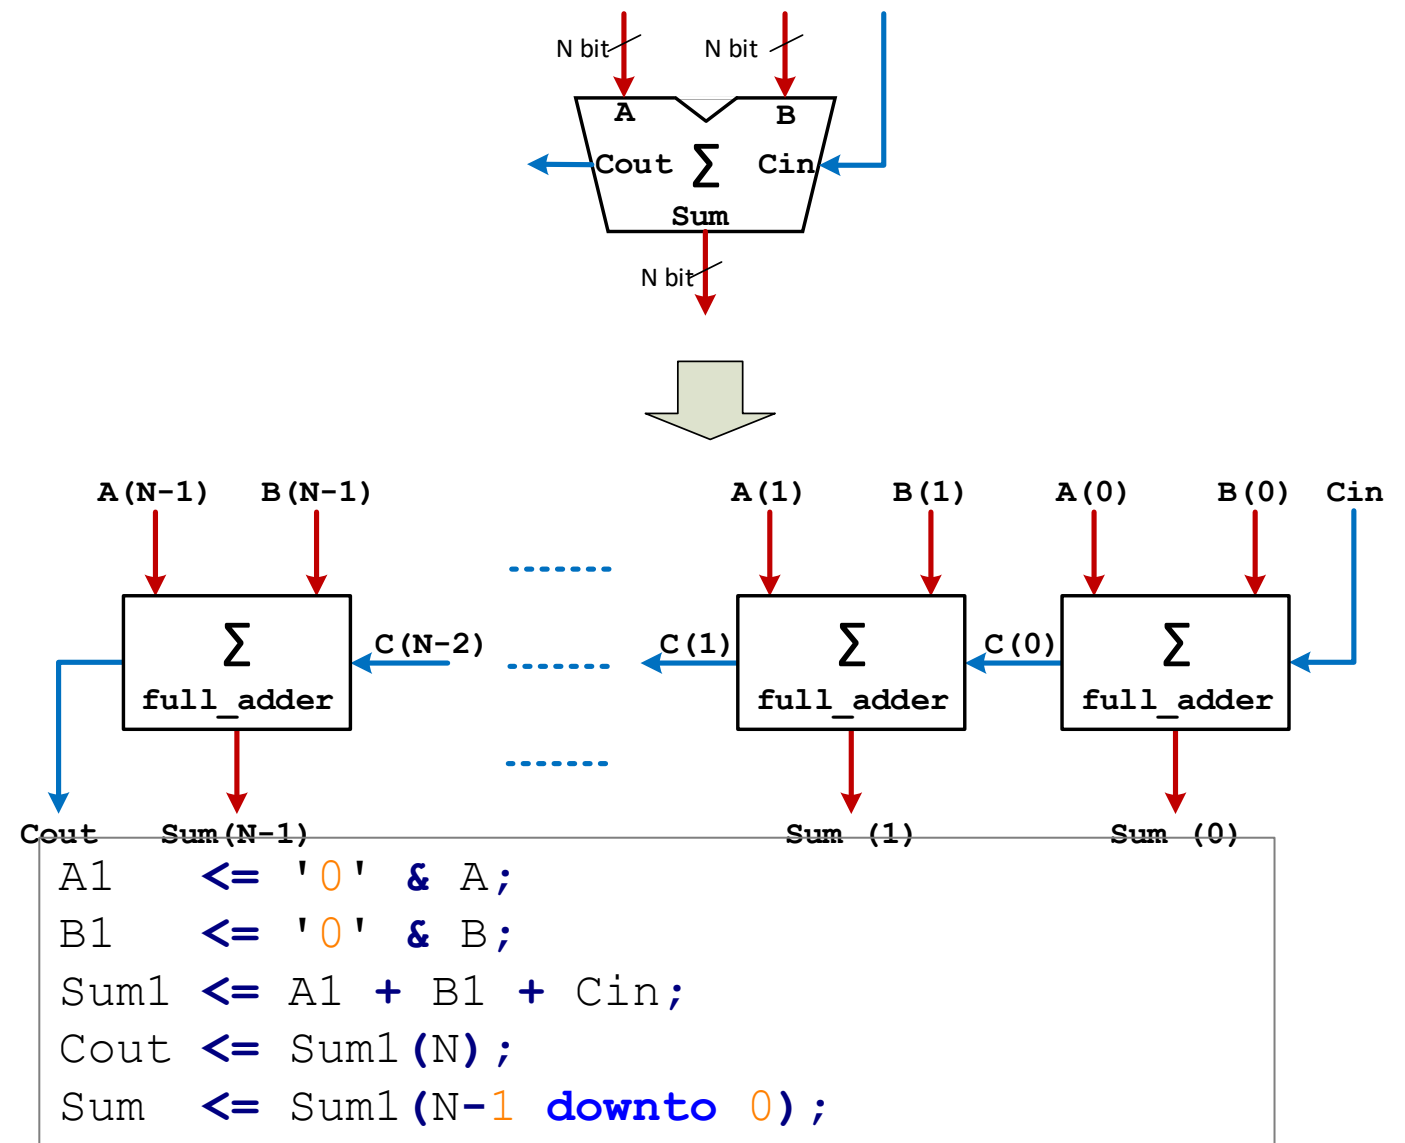 N bit N bit
A B
Cout Σ Cin
Sum
N bit
A(N-1) B(N-1) A(1) B(1) A(0) B(0) Cin
Σ C(N-2) C(1) Σ C(0) Σ
full_adder full_adder full_adder
Cout Sum(N-1) Sum (1) Sum (0)
A1 <= '0' & A;
B1 <= '0' & B;
Sum1 <= A1 + B1 + Cin;
Cout <= Sum1(N);
Sum <= Sum1(N-1 downto 0);